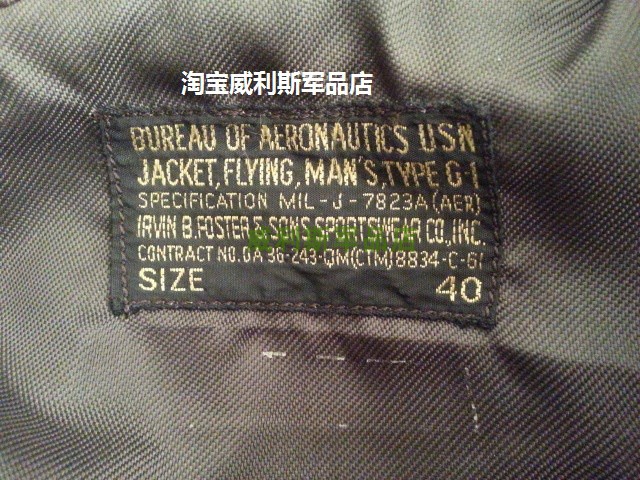 淘宝威利斯军品店
BUREAU OF AERONAUTICS USN
JACKET, FLYING, MAN'S, TYPE G-1
SPECIFICATION MIL-J-7823A (AER)
IRVIN B. FOSTER & SONS SPORTSWEAR CO., INC.
CONTRACT NO. DA 36-243-QM(CTM)8834-C-61
SIZE 40